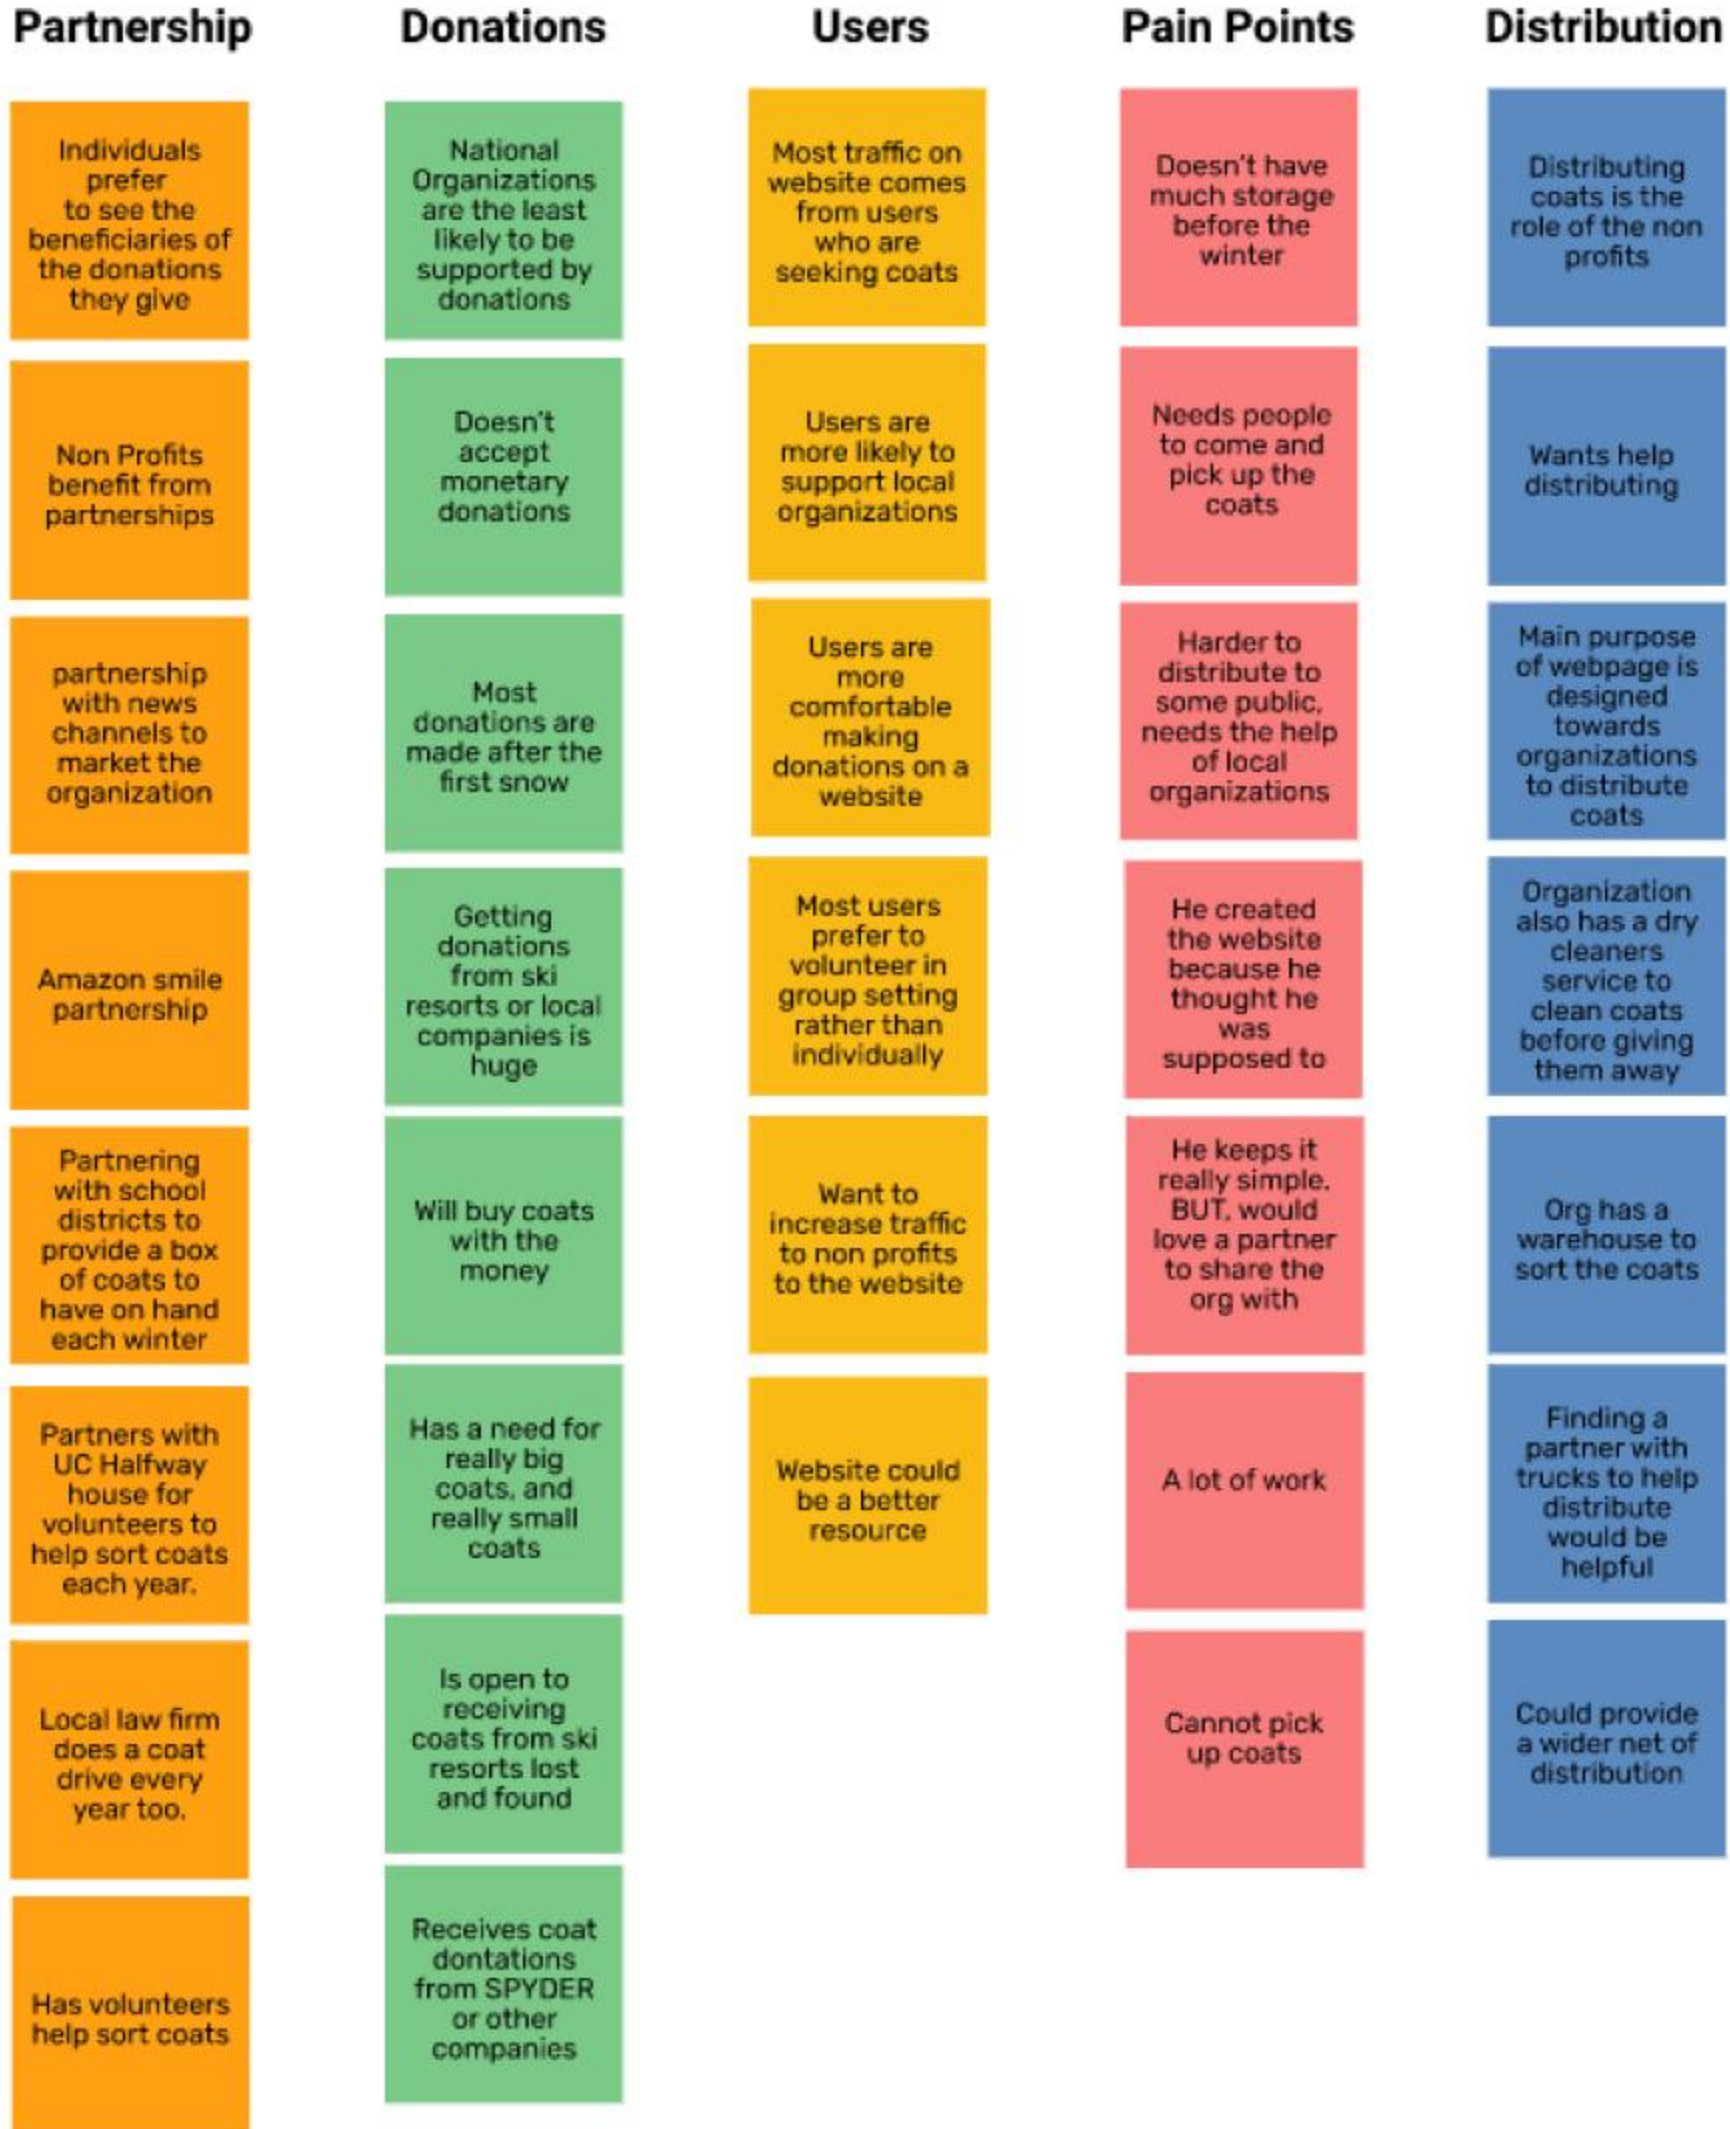 Partnership
Individuals
prefer
to see the
beneficiaries of
the donations
they give
Non Profits
benefit from
partnerships
partnership
with news
channels to
market the
organization
Amazon smile
partnership
Partnering
with school
districts to
provide a box
of coats to
have on hand
each winter
Partners with
UC Halfway
house for
volunteers to
help sort coats
each year.
Local law firm
does a coat
drive every
year too.
Has volunteers
help sort coats
Donations
National
Organizations
are the least
likely to be
supported by
donations
Doesn't
accept
monetary
donations
Most
donations are
made after the
first snow
Getting
donations
from ski
resorts or local
companies is
huge
Will buy coats
with the
money
Has a need for
really big
coats, and
really small
coats
Is open to
receiving
coats from ski
resorts lost
and found
Receives coat
dontations
from SPYDER
or other
companies
Users
Most traffic on
website comes
from users
who are
seeking coats
Users are
more likely to
support local
organizations
Users are
more
comfortable
making
donations on a
website
Most users
prefer to
volunteer in
group setting
rather than
individually
Want to
increase traffic
to non profits
to the website
Website could
be a better
resource
Pain Points
Doesn't have
much storage
before the
winter
Needs people
to come and
pick up the
coats
Harder to
distribute to
some public,
needs the help
of local
organizations
He created
the website
because he
thought he
was
supposed to
He keeps it
really simple.
BUT, would
love a partner
to share the
org with
A lot of work
Cannot pick
up coats
Distribution
Distributing
coats is the
role of the non
profits
Wants help
distributing
Main purpose
of webpage is
designed
towards
organizations
to distribute
coats
Organization
also has a dry
cleaners
service to
clean coats
before giving
them away
Org has a
warehouse to
sort the coats
Finding a
partner with
trucks to help
distribute
would be
helpful
Could provide
a wider net of
distribution